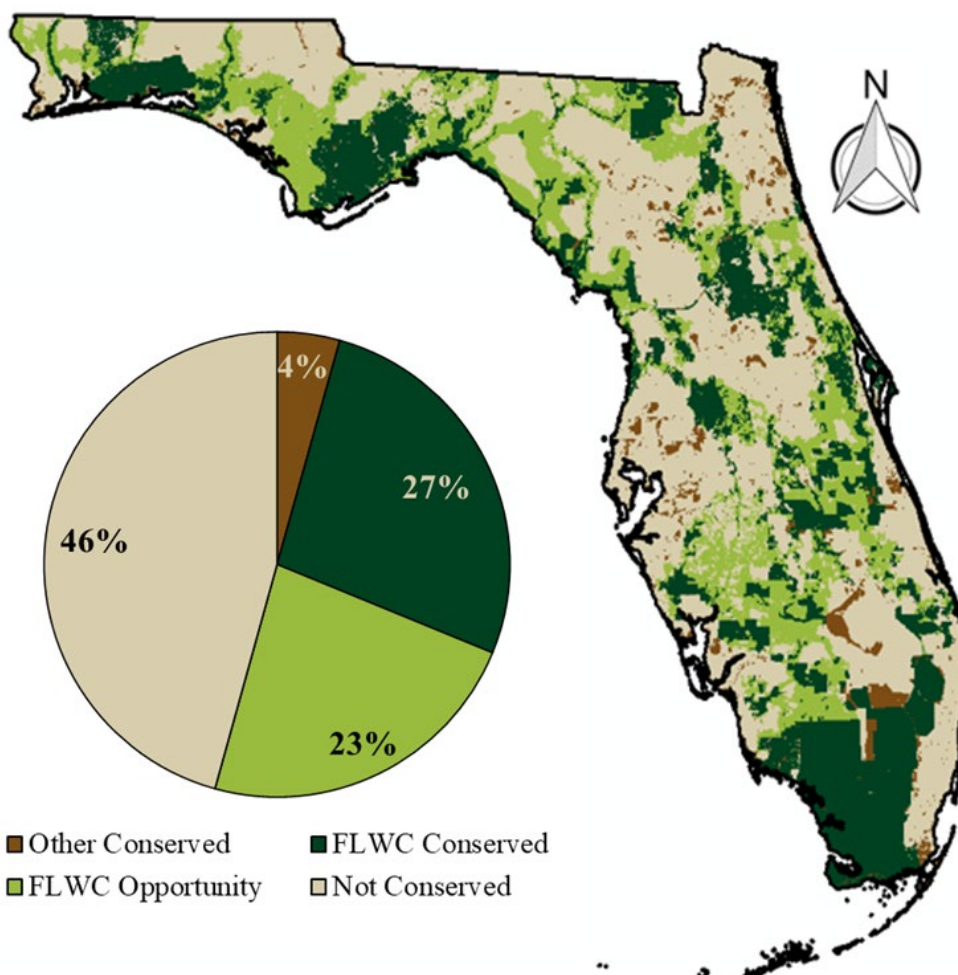 N
4%
27%
46%
23%
Other Conserved
FLWC Conserved
FLWC Opportunity
Not Conserved